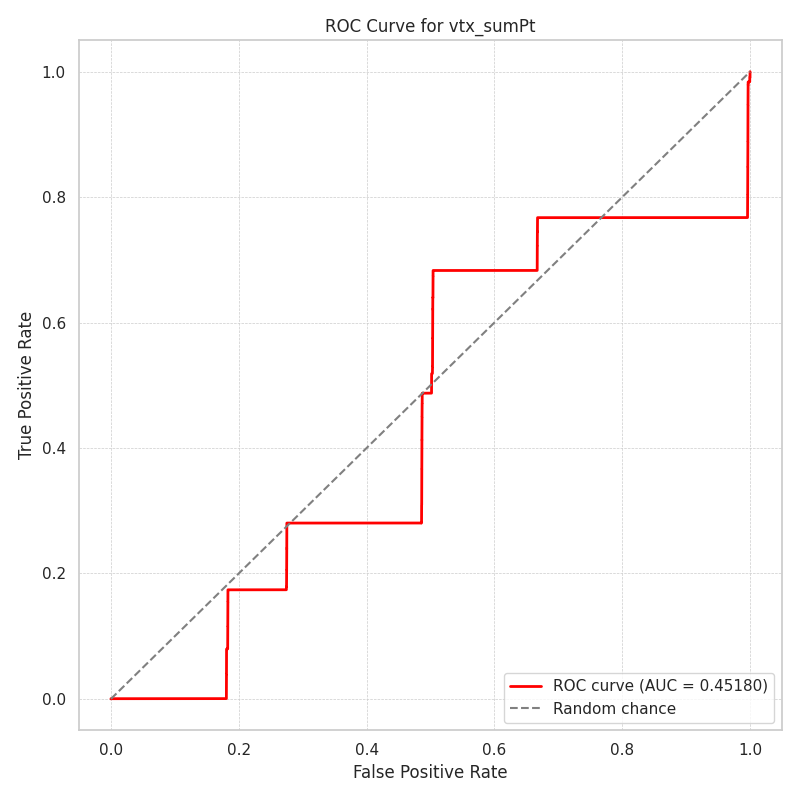 ROC Curve for vtx_sumPt
True Positive Rate
1.0
0.8
0.6
0.4
0.2
0.0
0.0 0.2 0.4 0.6 0.8 1.0
False Positive Rate
ROC curve (AUC = 0.45180)
Random chance